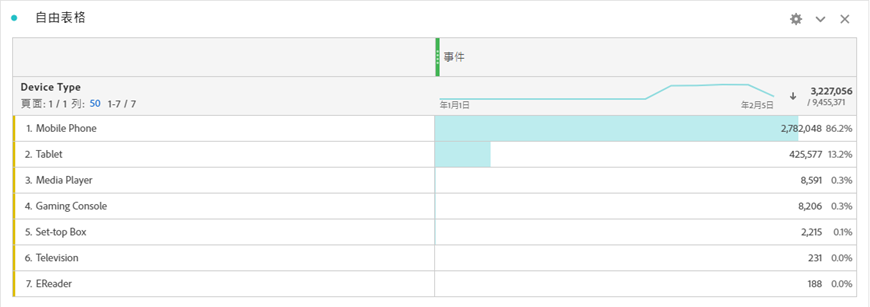 自由表格
事件
Device Type
頁面: 1 / 1 列: 50 1-7 / 7
年1月1日
年2月5日
↓ 3,227,056
/ 9,455,371
1. Mobile Phone 2,782,048 86.2%
2. Tablet 425,577 13.2%
3. Media Player 8,591 0.3%
4. Gaming Console 8,206 0.3%
5. Set-top Box 2,215 0.1%
6. Television 231 0.0%
7. EReader 188 0.0%